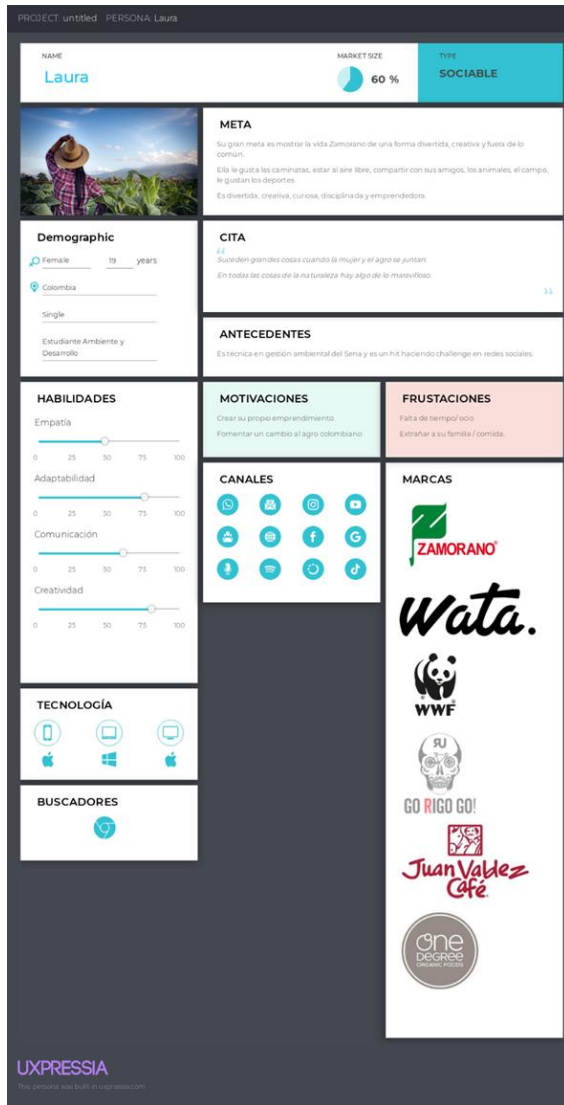 PROJECT: untitled PERSONA: Laura
NAME
Laura
MARKET SIZE
60 %
TYPE
SOCIABLE
META
Su gran meta es mostrar la vida Zamorano de una forma divertida, creativa y fuera de lo
común.
Ella le gusta las caminatas, estar al aire libre, compartir con sus amigos, los animales, el campo,
le gustan los deportes.
Es divertida, creativa, curiosa, disciplinada y emprendedora.
Demographic
Female 19 years
Colombia
Single
Estudiante Ambiente y
Desarrollo
CITA
Suceden grandes cosas cuando la mujer y el agro se juntan.
En todas las cosas de la naturaleza hay algo de lo maravilloso.
ANTECEDENTES
Es técnica en gestión ambiental del Sena y es un hit haciendo challenge en redes sociales.
HABILIDADES
Empatía
0 25 50 75 100
Adaptabilidad
0 25 50 75 100
Comunicación
0 25 50 75 100
Creatividad
0 25 50 75 100
MOTIVACIONES
Crear su propio emprendimiento.
Fomentar un cambio al agro colombiano
FRUSTACIONES
Falta de tiempo/ ocio
Extrañar a su familia / comida.
CANALES
MARCAS
ZAMORANO
Wata.
WWF
RU
GO RIGO GO!
Juan Valdez
Café
One
DEGREE
ORGANIC FOODS
TECNOLOGÍA
BUSCADORES
UXPRESSIA
This persona was built in uxpressia.com